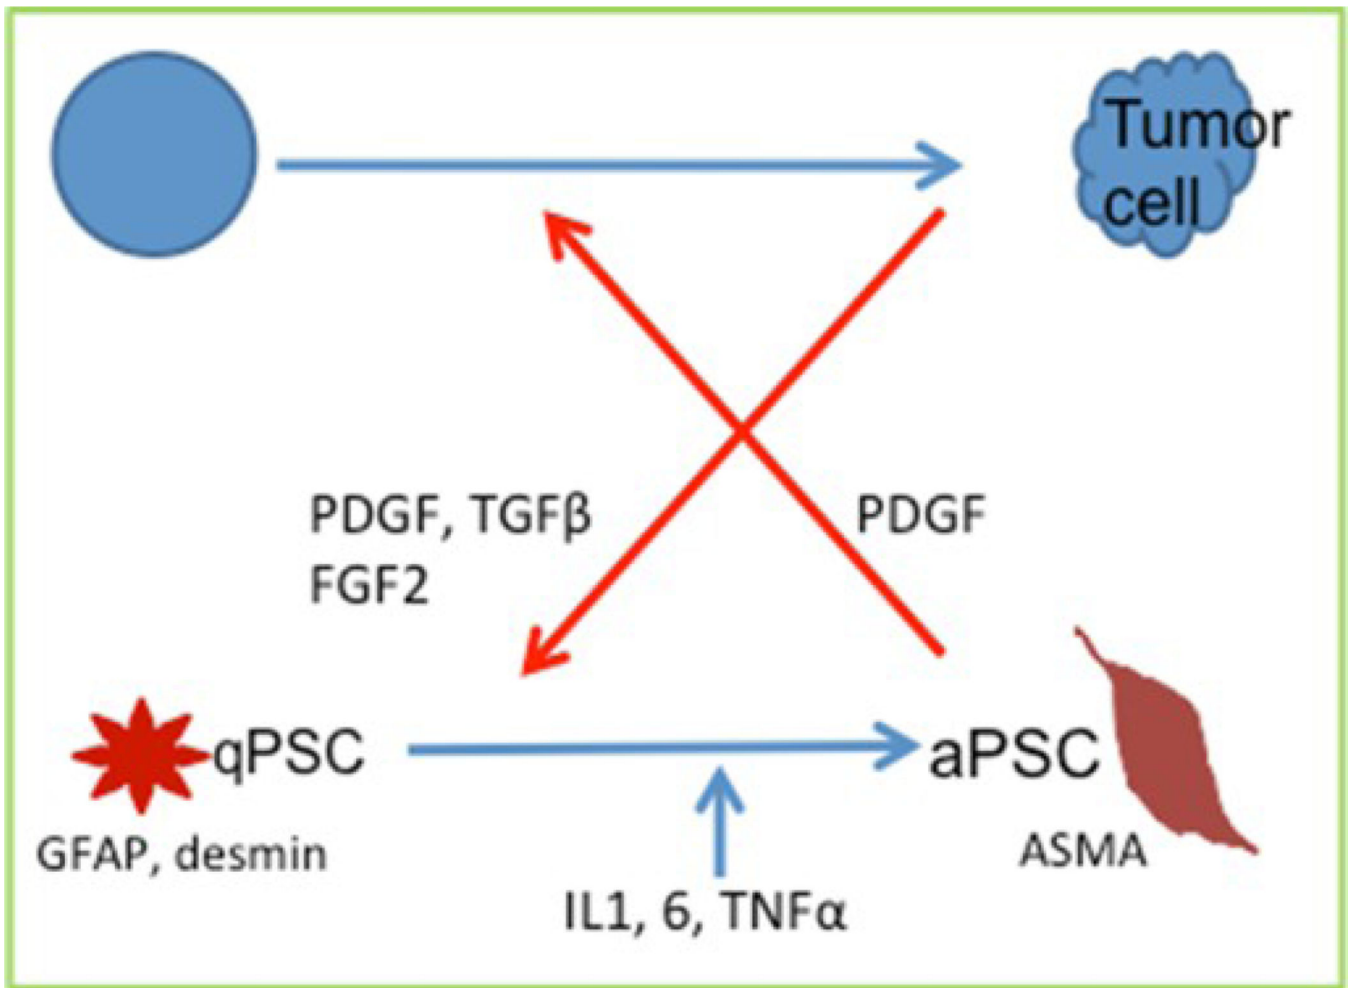 Tumor
cell
PDGF, TGFβ
FGF2
PDGF
qPSC
aPSC
GFAP, desmin
ASMA
IL1, 6, TNFα